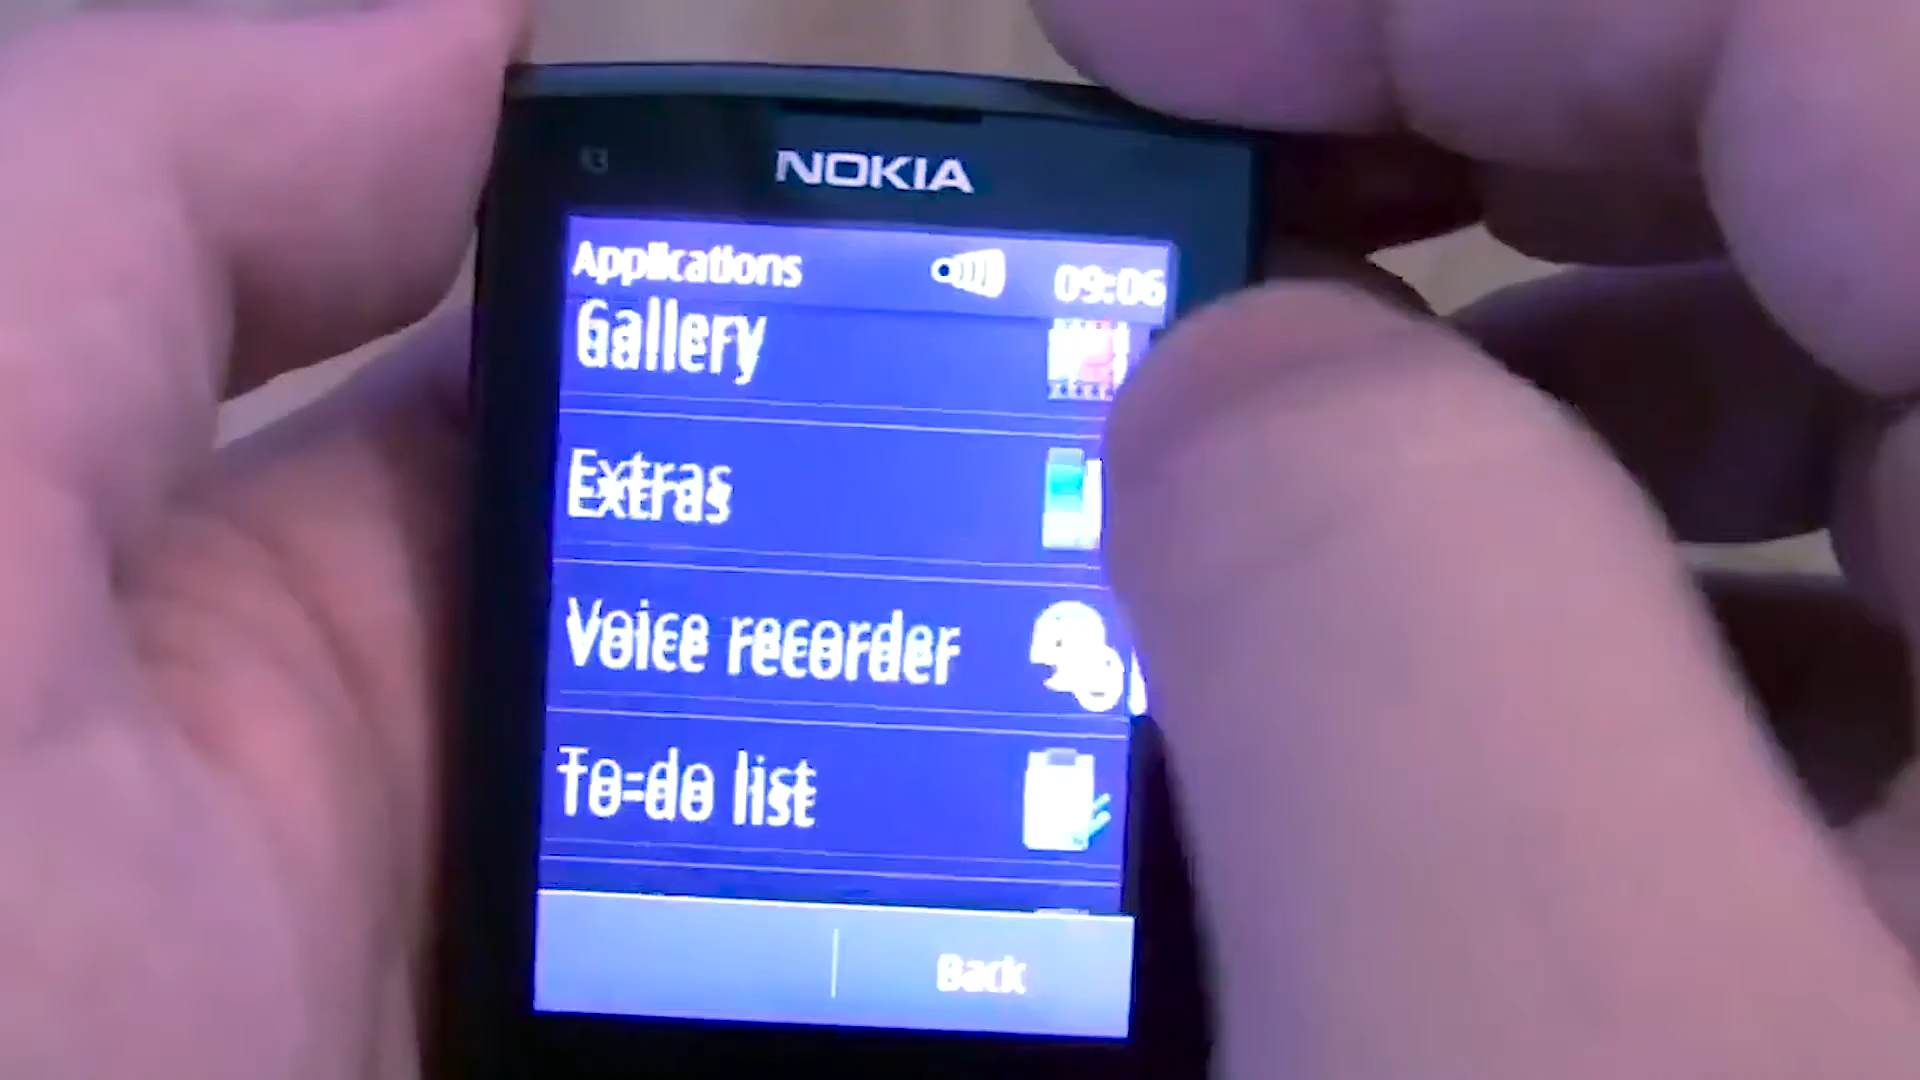 NOKIA
Applications 09:06
Gallery
Extras
Voice recorder
To-do list
Back